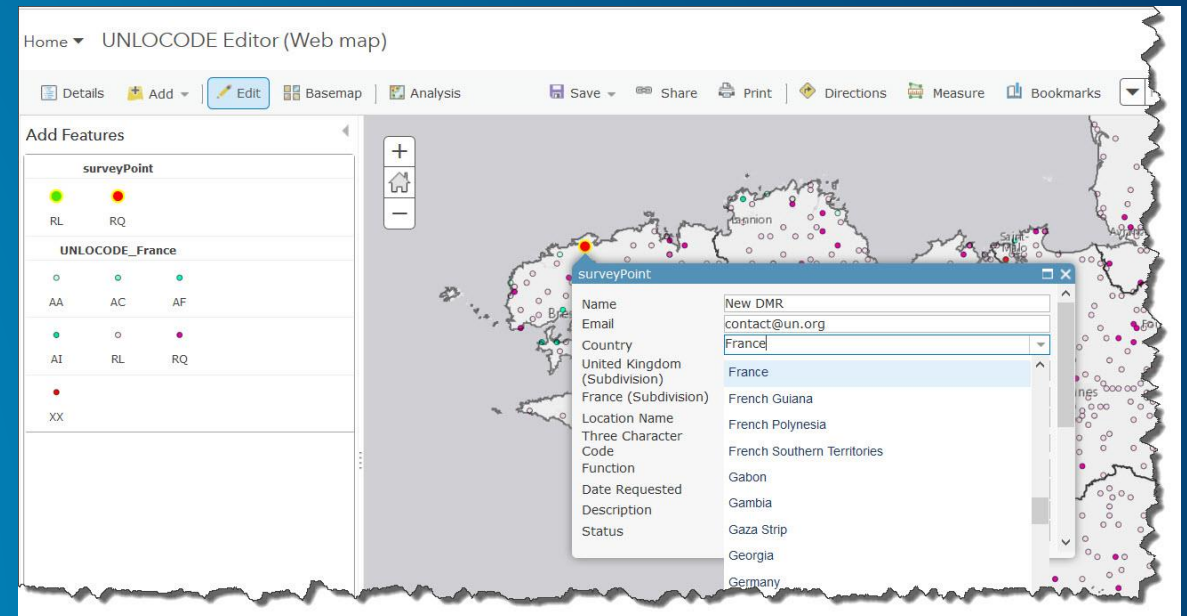 Home UNLOCODE Editor (Web map)
Details Add Edit Basemap Analysis Save Share Print Directions Measure Bookmarks
Add Features
surveyPoint
RL RQ
UNLOCODE_France
AA AC AF
AI RL RQ
XX
+
−
Lannion
Saint-
Malo
surveyPoint
Name New DMR
Email contact@un.org
Country France
United Kingdom
(Subdivision)
France (Subdivision)
Location Name
Three Character
Code
Function
Date Requested
Description
Status
France
French Guiana
French Polynesia
French Southern Territories
Gabon
Gambia
Gaza Strip
Georgia
Germany